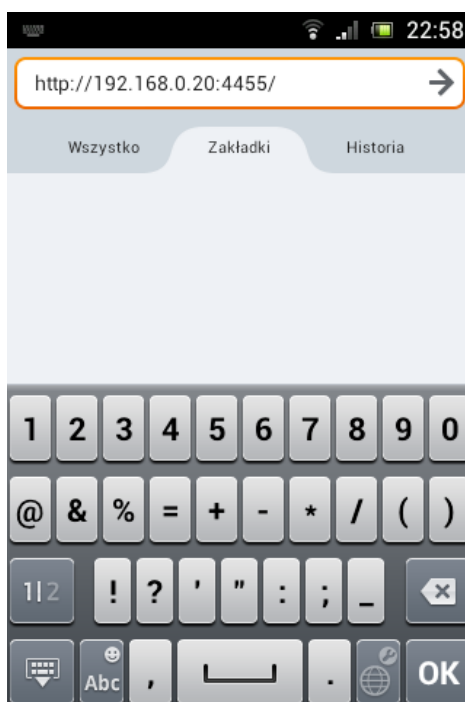 22:58
http://192.168.0.20:4455/
Wszystko Zakładki Historia
1 2 3 4 5 6 7 8 9 0
@ & % = + - * / ( )
1|2 ! ? ' " : ; _
Abc , . OK